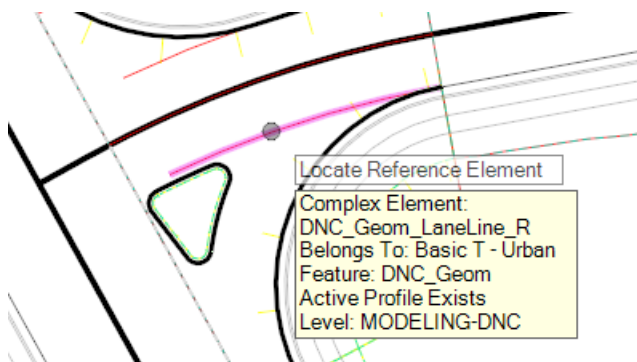 Locate Reference Element
Complex Element:
DNC_Geom_LaneLine_R
Belongs To: Basic T - Urban
Feature: DNC_Geom
Active Profile Exists
Level: MODELING-DNC